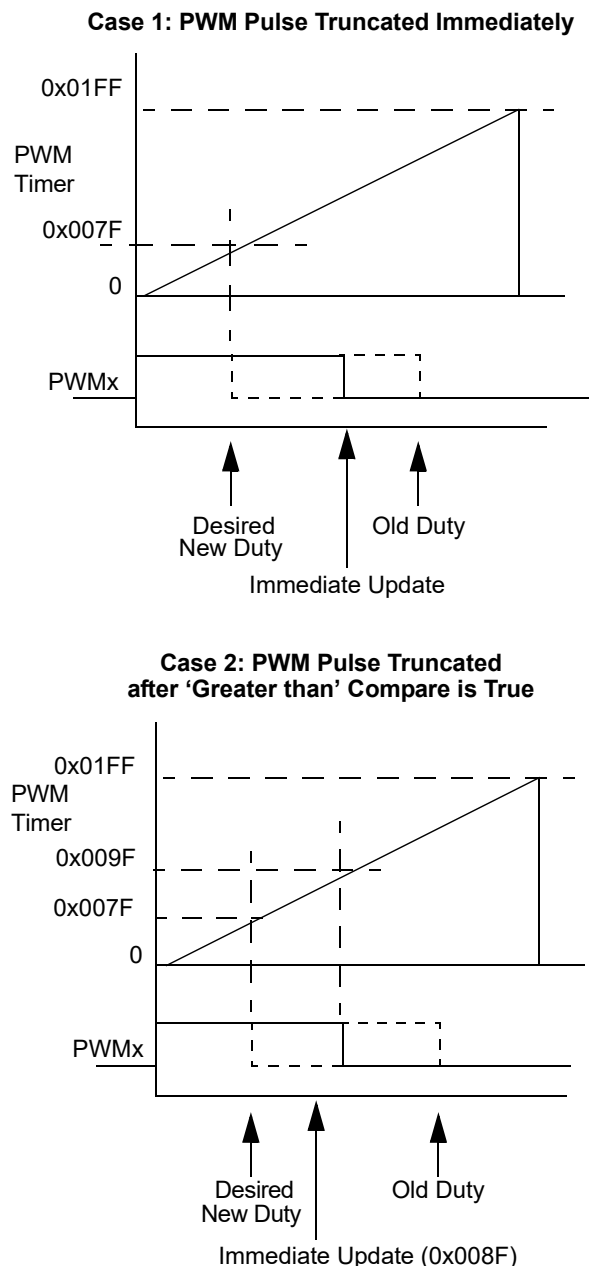 Case 1: PWM Pulse Truncated Immediately
0x01FF
PWM
Timer
0x007F
0
PWMx
Desired
New Duty
Old Duty
Immediate Update
Case 2: PWM Pulse Truncated
after ‘Greater than’ Compare is True
0x01FF
PWM
Timer
0x009F
0x007F
0
PWMx
Desired
New Duty
Old Duty
Immediate Update (0x008F)